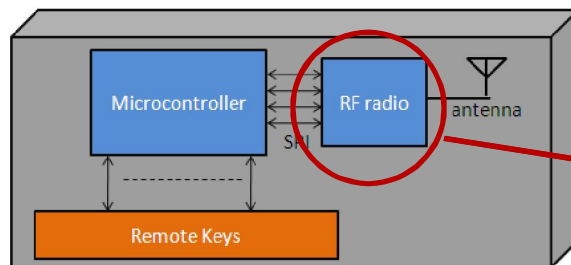 Microcontroller
RF radio
antenna
SPI
Remote Keys